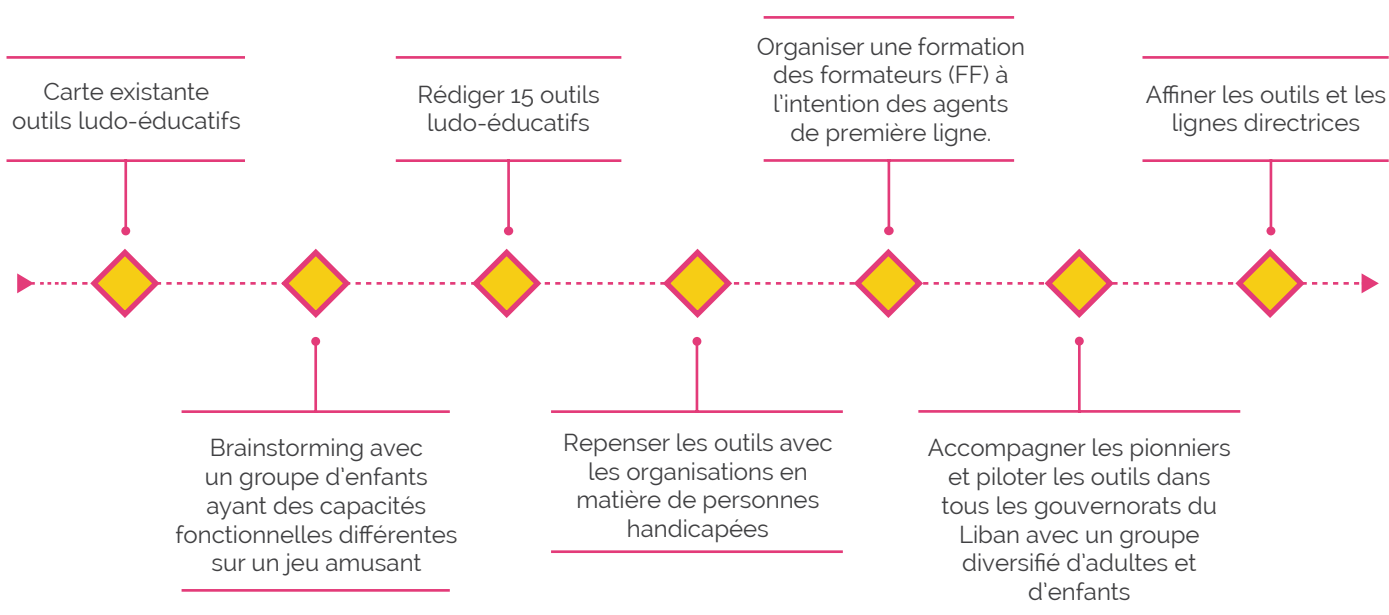 Carte existante
outils ludo-éducatifs
Brainstorming avec
un groupe d'enfants
ayant des capacités
fonctionnelles différentes
sur un jeu amusant
Rédiger 15 outils
ludo-éducatifs
Repenser les outils avec
les organisations en
matière de personnes
handicapées
Organiser une formation
des formateurs (FF) à
l'intention des agents
de première ligne.
Accompagner les pionniers
et piloter les outils dans
tous les gouvernorats du
Liban avec un groupe
diversifié d'adultes et
d'enfants
Affiner les outils et les
lignes directrices